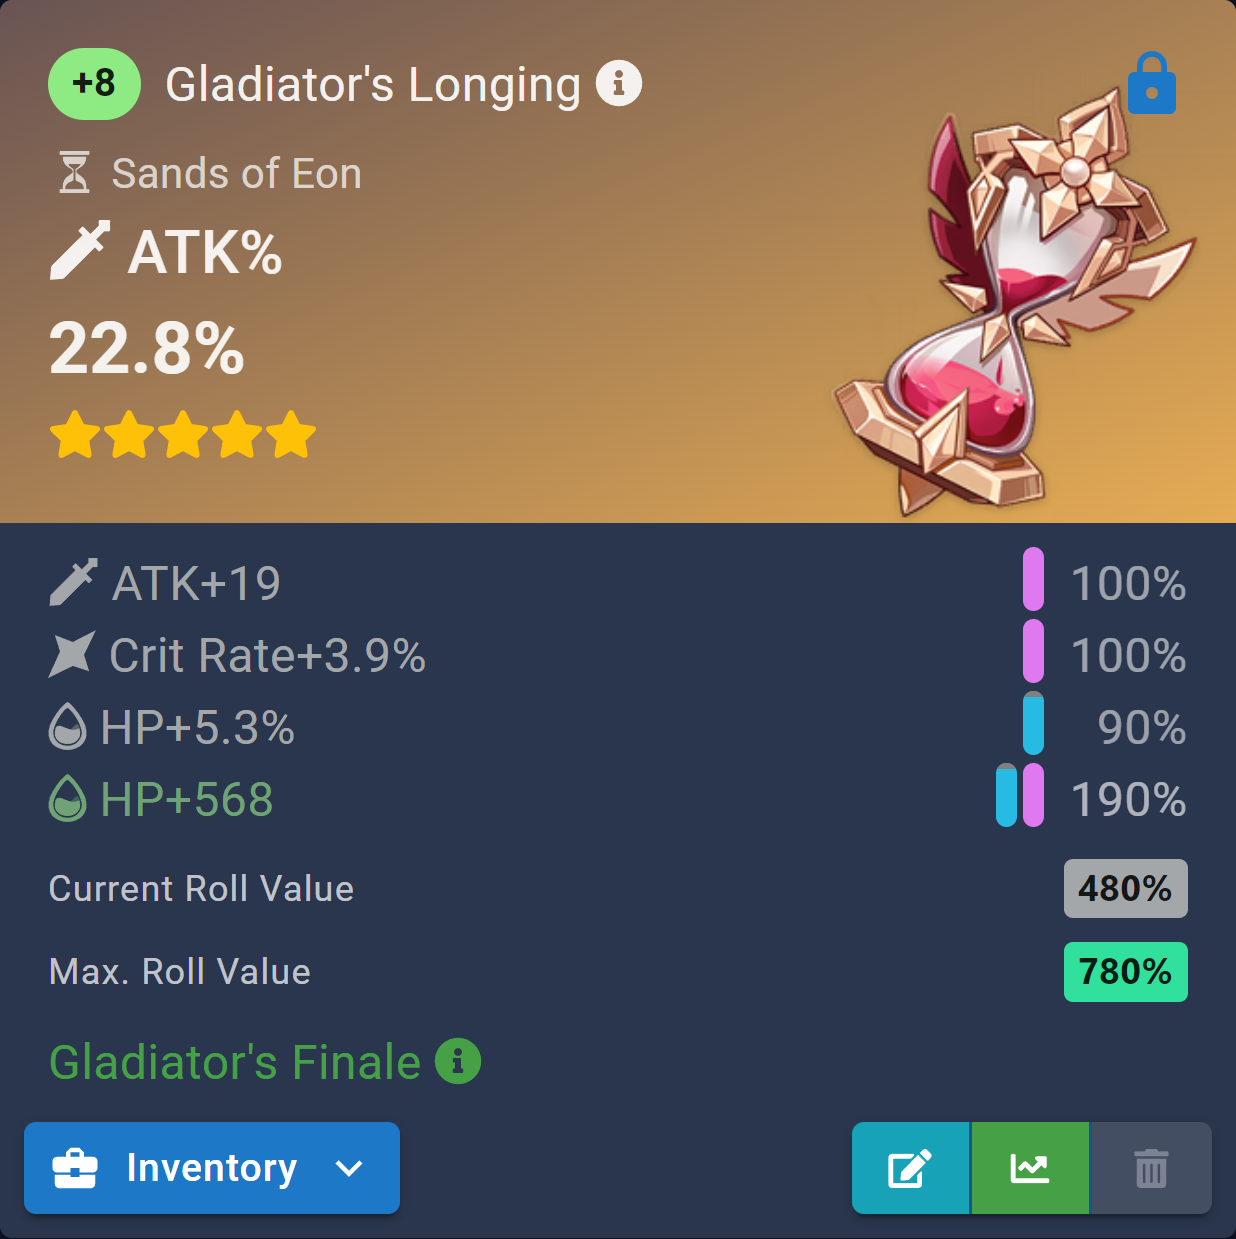 +8 Gladiator's Longing
Sands of Eon
ATK%
22.8%
ATK+19 100%
Crit Rate+3.9% 100%
HP+5.3% 90%
HP+568 190%
Current Roll Value 480%
Max. Roll Value 780%
Gladiator's Finale
Inventory